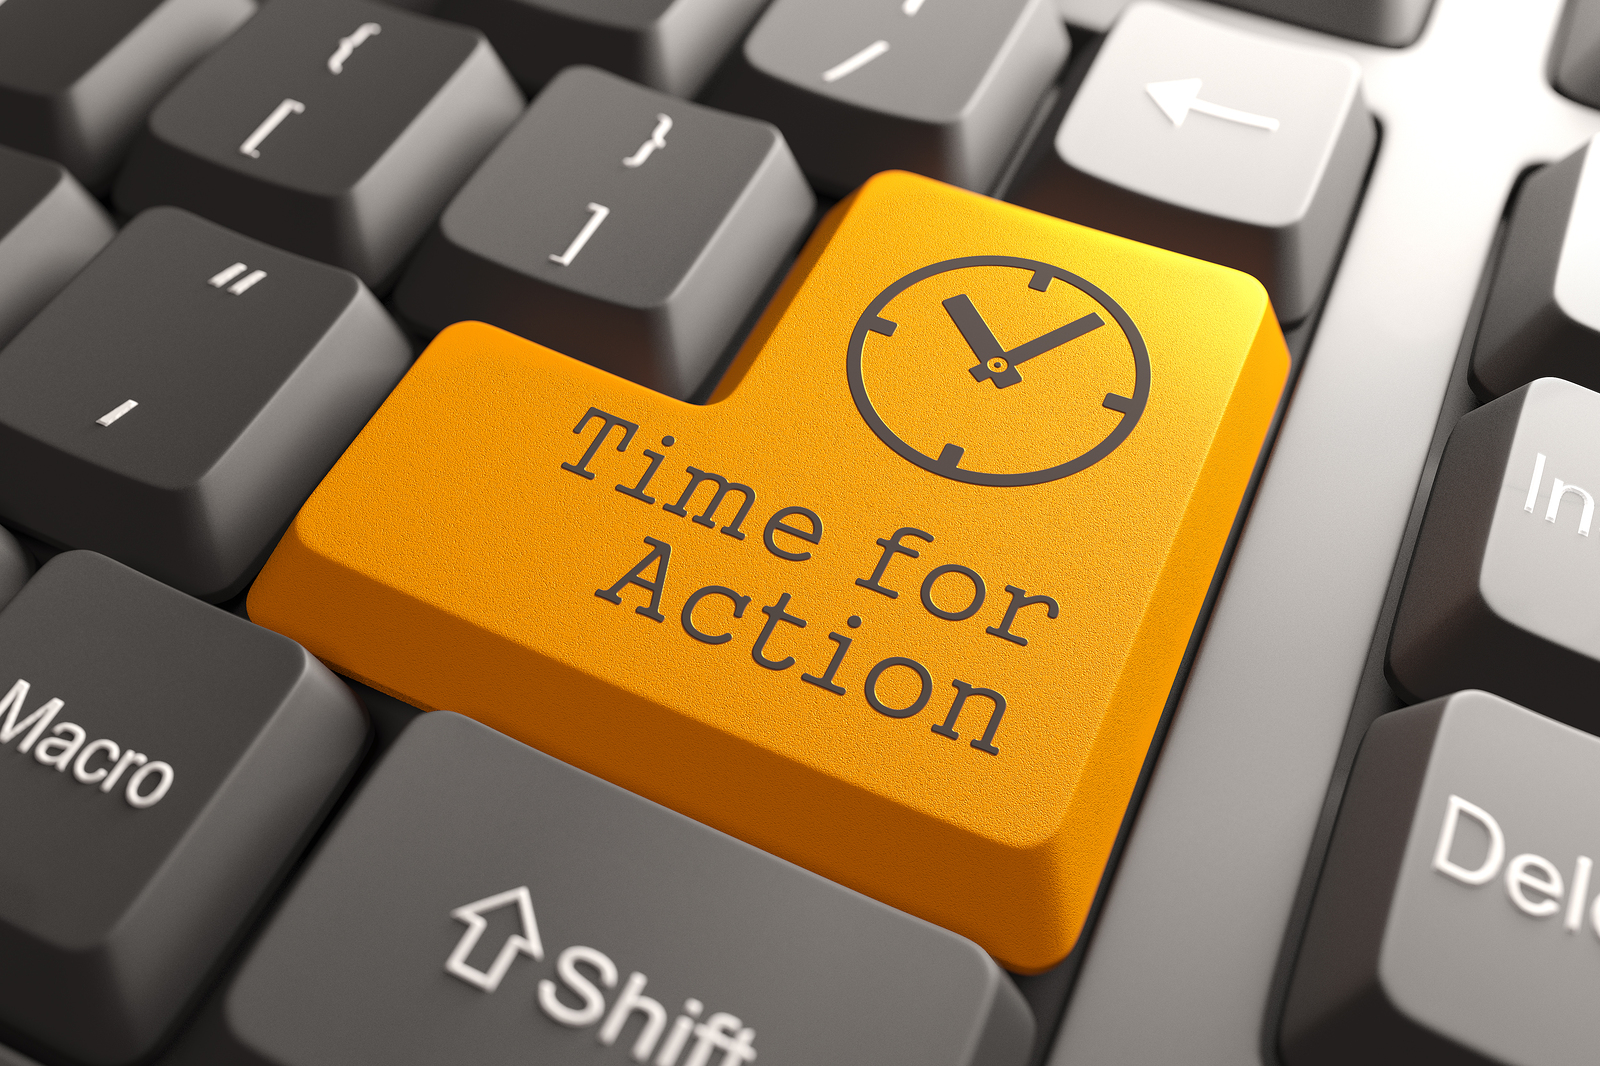 {
[
}
]
"
'
Time for
Action
Macro
Shift